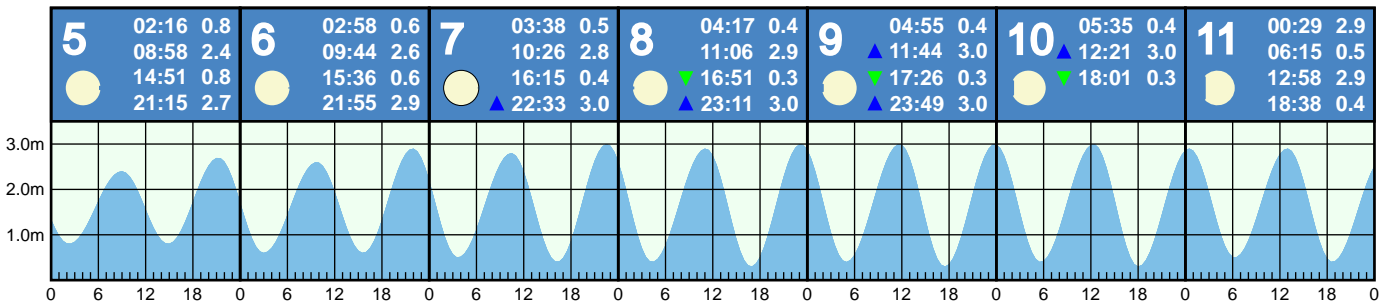 5
02:16 0.8
08:58 2.4
14:51 0.8
21:15 2.7
6
02:58 0.6
09:44 2.6
15:36 0.6
21:55 2.9
7
03:38 0.5
10:26 2.8
16:15 0.4
▲ 22:33 3.0
8
04:17 0.4
11:06 2.9
▼ 16:51 0.3
▲ 23:11 3.0
9
04:55 0.4
▲ 11:44 3.0
▼ 17:26 0.3
▲ 23:49 3.0
10
05:35 0.4
▲ 12:21 3.0
▼ 18:01 0.3
11
00:29 2.9
06:15 0.5
12:58 2.9
18:38 0.4
3.0m
2.0m
1.0m
0 6 12 18 0 6 12 18 0 6 12 18 0 6 12 18 0 6 12 18 0 6 12 18 0 6 12 18 0